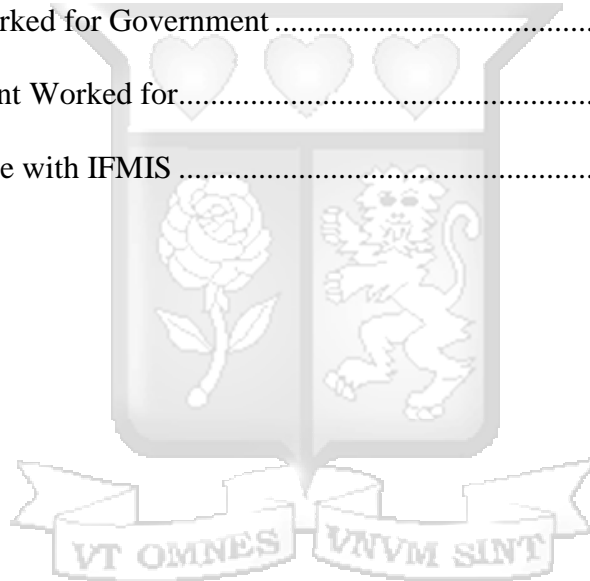 rked for Government .......................................
nt Worked for.....................................................
e with IFMIS .....................................................
VT OMNES VNVM SINT